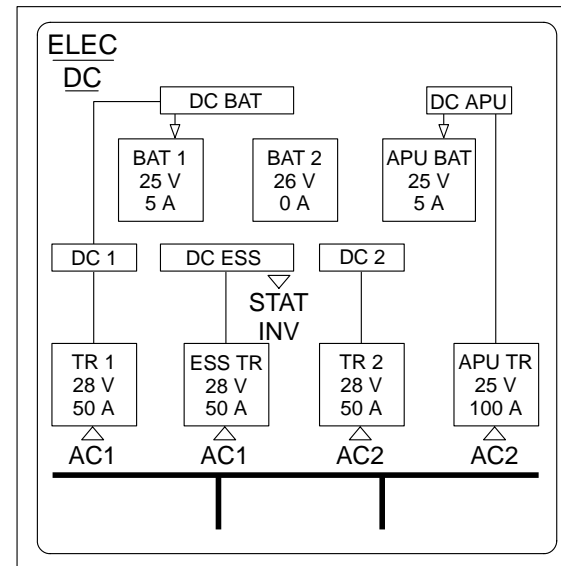 ELEC
DC
DC BAT
DC APU
BAT 1
25 V
5 A
BAT 2
26 V
0 A
APU BAT
25 V
5 A
DC 1
DC ESS
DC 2
STAT
INV
TR 1
28 V
50 A
ESS TR
28 V
50 A
TR 2
28 V
50 A
APU TR
25 V
100 A
AC1
AC1
AC2
AC2